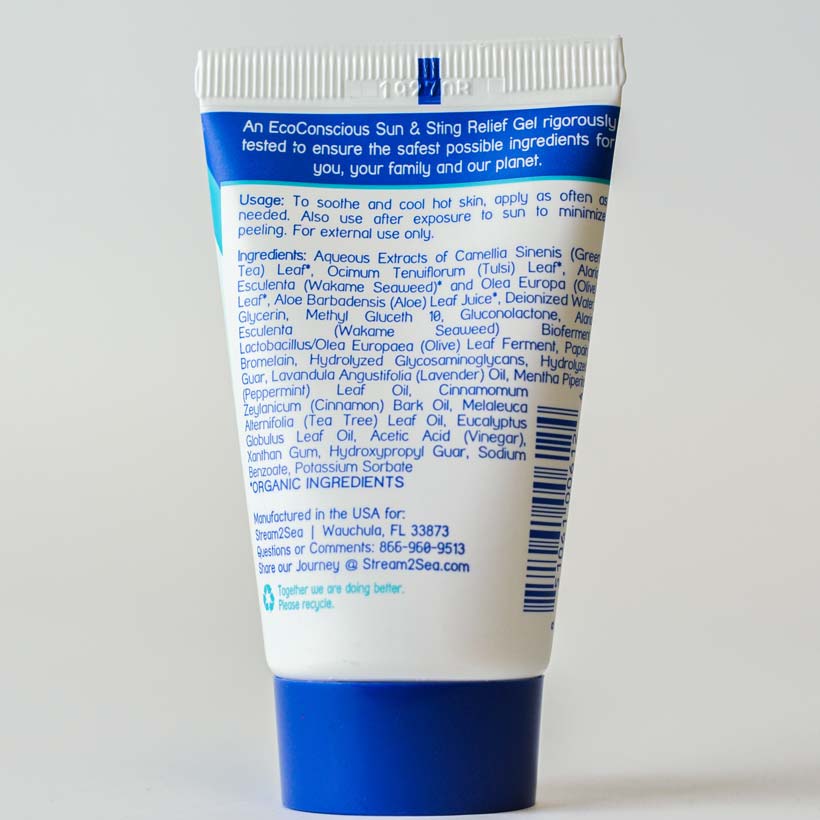 An EcoConscious Sun & Sting Relief Gel rigorously
tested to ensure the safest possible ingredients for
you, your family and our planet.
Usage: To soothe and cool hot skin, apply as often as
needed. Also use after exposure to sun to minimize
peeling. For external use only.
Ingredients: Aqueous Extracts of Camellia Sinenis (Green
Tea) Leaf*, Ocimum Tenuiflorum (Tulsi) Leaf*,
Esculenta (Wakame Seaweed)* and Olea Europa (Olive)
Leaf*, Aloe Barbadensis (Aloe) Leaf Juice*, Deionized Water,
Glycerin, Methyl Gluceth 10, Gluconolactone,
Esculenta (Wakame Seaweed) Bioferment,
Lactobacillus/Olea Europaea (Olive) Leaf Ferment,
Bromelain, Hydrolyzed Glycosaminoglycans, Hydrolyzed
Guar, Lavandula Angustifolia (Lavender) Oil, Mentha
(Peppermint) Leaf Oil, Cinnamomum
Zeylanicum (Cinnamon) Bark Oil, Melaleuca
Alternifolia (Tea Tree) Leaf Oil, Eucalyptus
Globulus Leaf Oil, Acetic Acid (Vinegar),
Xanthan Gum, Hydroxypropyl Guar, Sodium
Benzoate, Potassium Sorbate
*ORGANIC INGREDIENTS
Manufactured in the USA for:
Stream2Sea | Wauchula, FL 33873
Questions or Comments: 866-960-9513
Share our Journey @ Stream2Sea.com
Together we are doing better.
Please recycle.